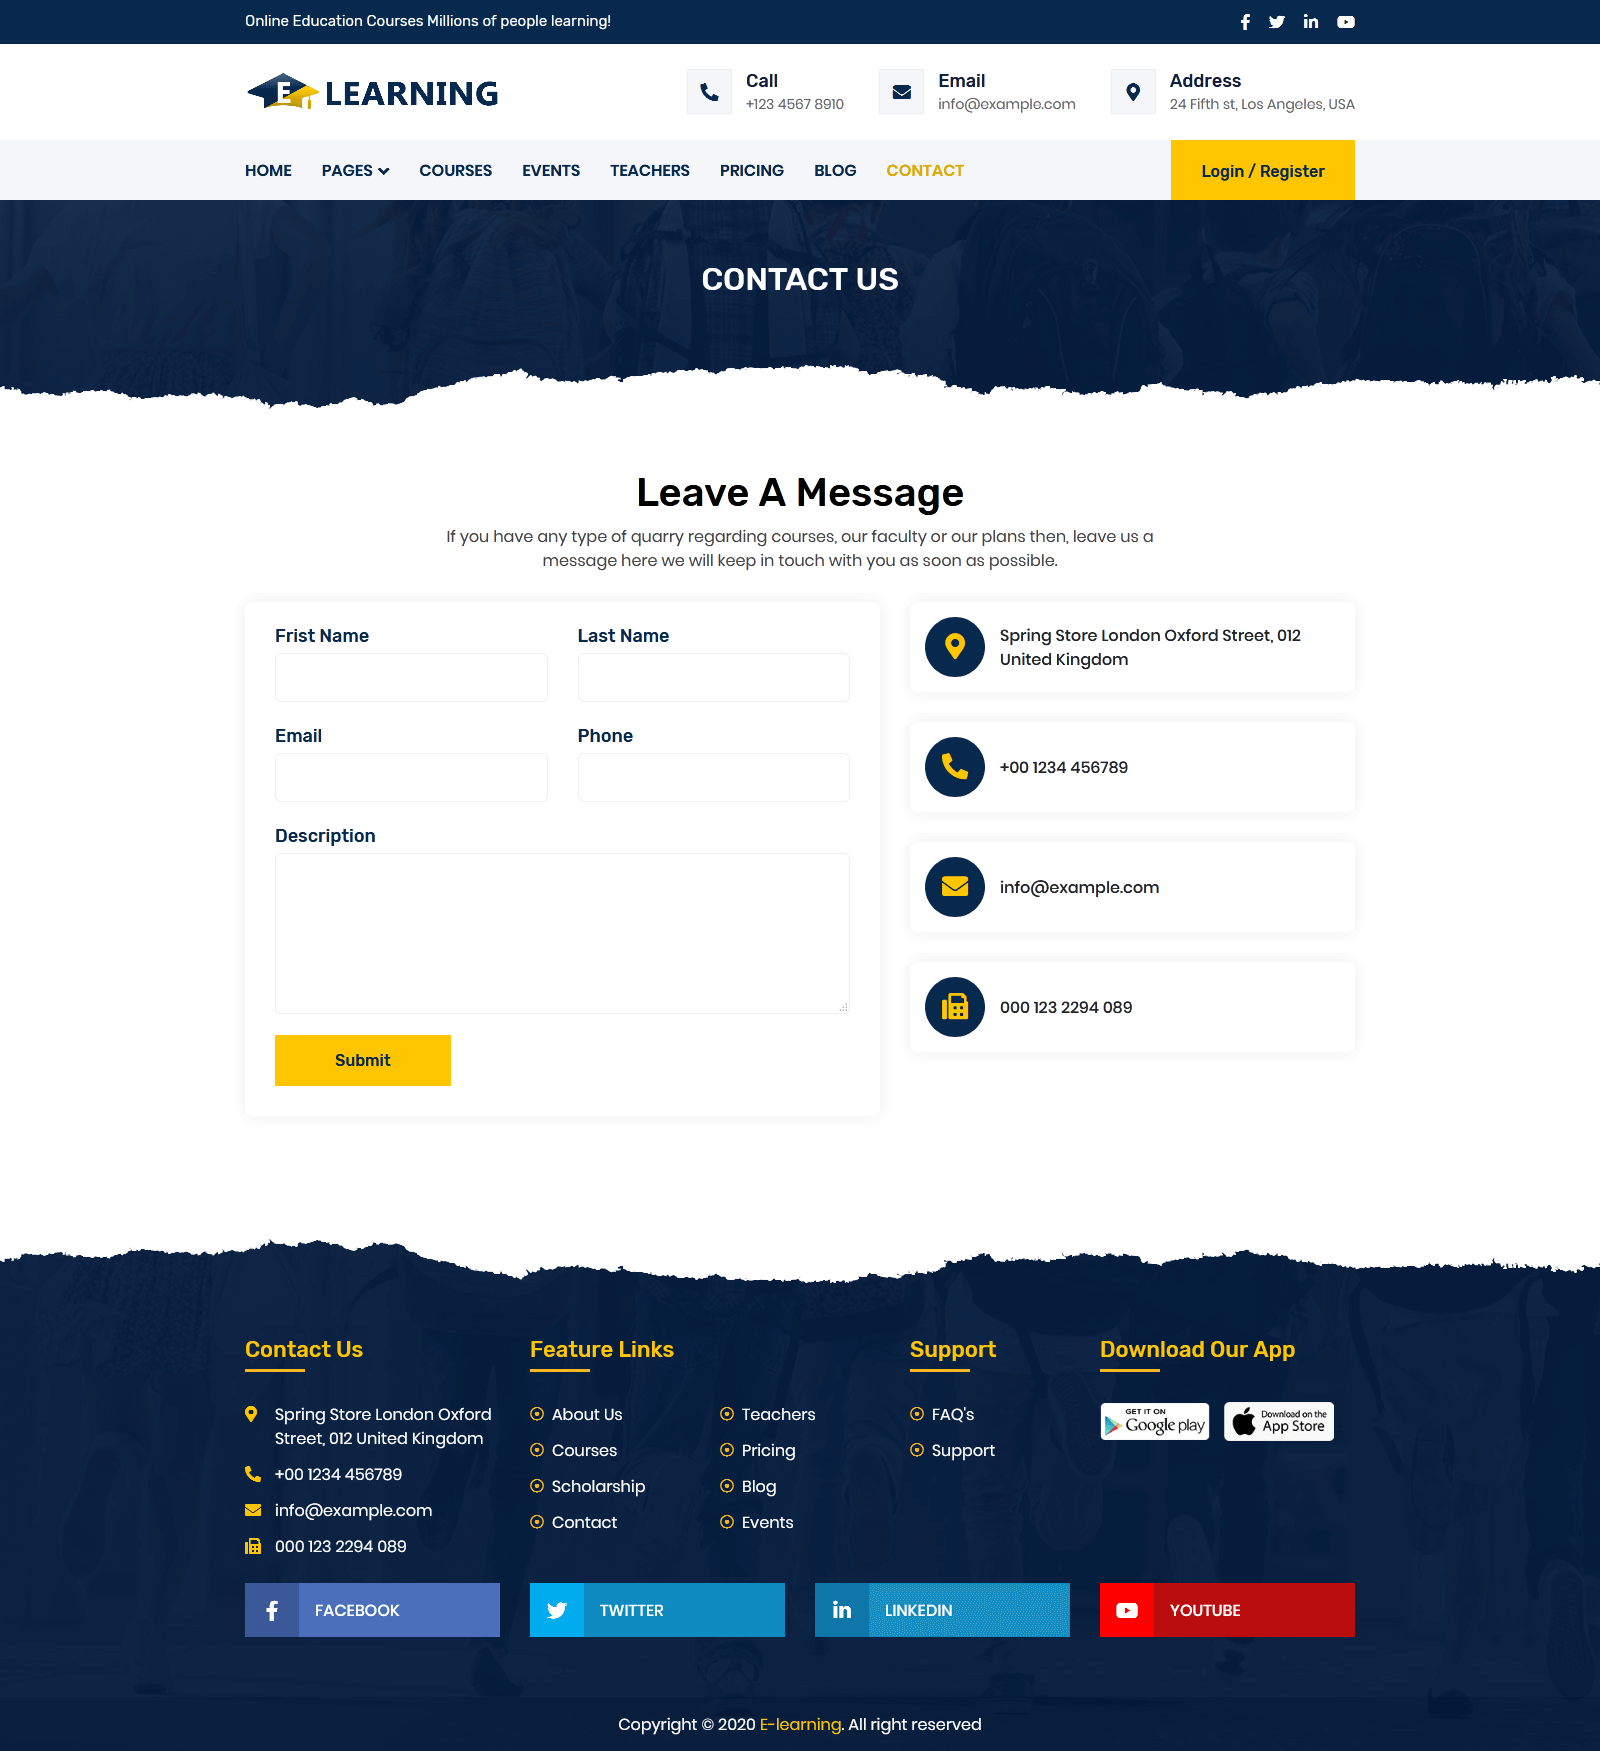 Online Education Courses Millions of people learning!
E LEARNING
Call
+123 4567 8910
Email
info@example.com
Address
24 Fifth st, Los Angeles, USA
HOME PAGES COURSES EVENTS TEACHERS PRICING BLOG CONTACT
Login / Register
CONTACT US
Leave A Message
If you have any type of quarry regarding courses, our faculty or our plans then, leave us a
message here we will keep in touch with you as soon as possible.
Frist Name
Last Name
Email
Phone
Description
Submit
Spring Store London Oxford Street, 012
United Kingdom
+00 1234 456789
info@example.com
000 123 2294 089
Contact Us
Spring Store London Oxford
Street, 012 United Kingdom
+00 1234 456789
info@example.com
000 123 2294 089
Feature Links
About Us
Courses
Scholarship
Contact
Teachers
Pricing
Blog
Events
Support
FAQ's
Support
Download Our App
GET IT ON
Google play
Download on the
App Store
FACEBOOK
TWITTER
LINKEDIN
YOUTUBE
Copyright © 2020 E-learning. All right reserved